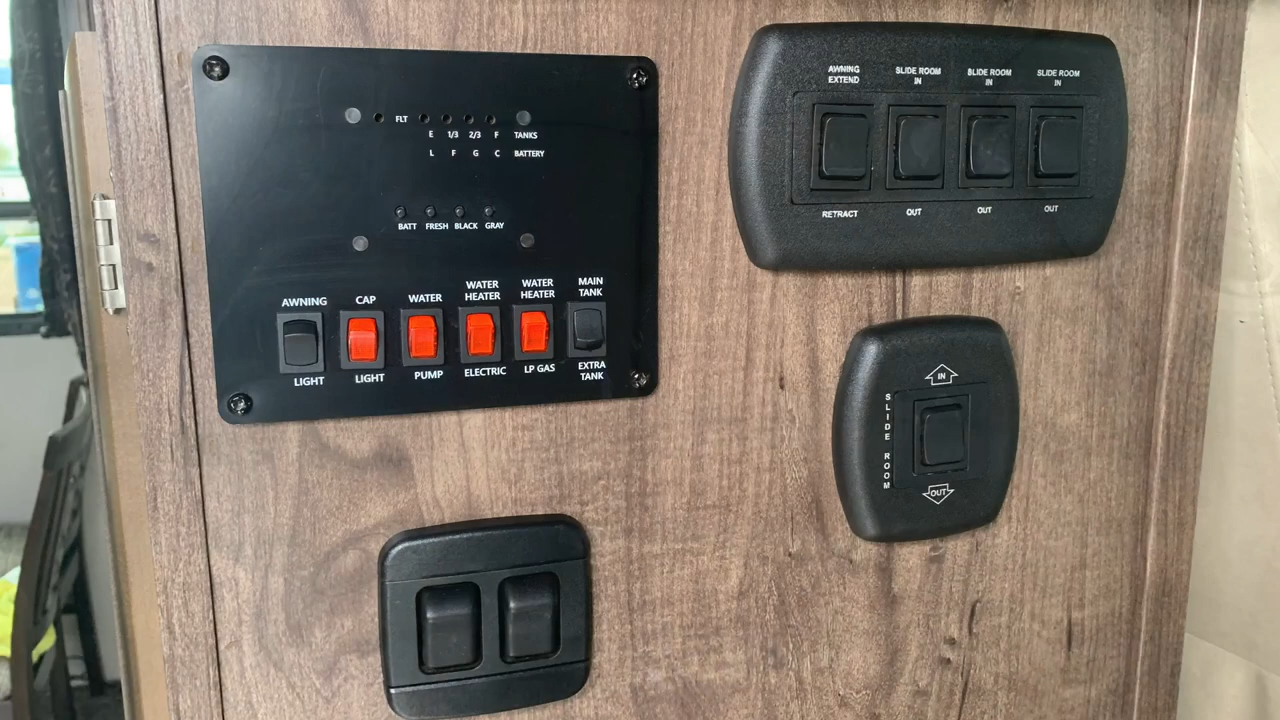 FLT
E 1/3 2/3 F TANKS
L F G C BATTERY
BATT FRESH BLACK GRAY
AWNING
LIGHT
CAP
LIGHT
WATER
PUMP
WATER
HEATER
ELECTRIC
WATER
HEATER
LP GAS
MAIN
TANK
EXTRA
TANK
AWNING
EXTEND
RETRACT
SLIDE ROOM
IN
OUT
SLIDE ROOM
IN
OUT
SLIDE ROOM
IN
OUT
IN
SLIDE ROOM
OUT